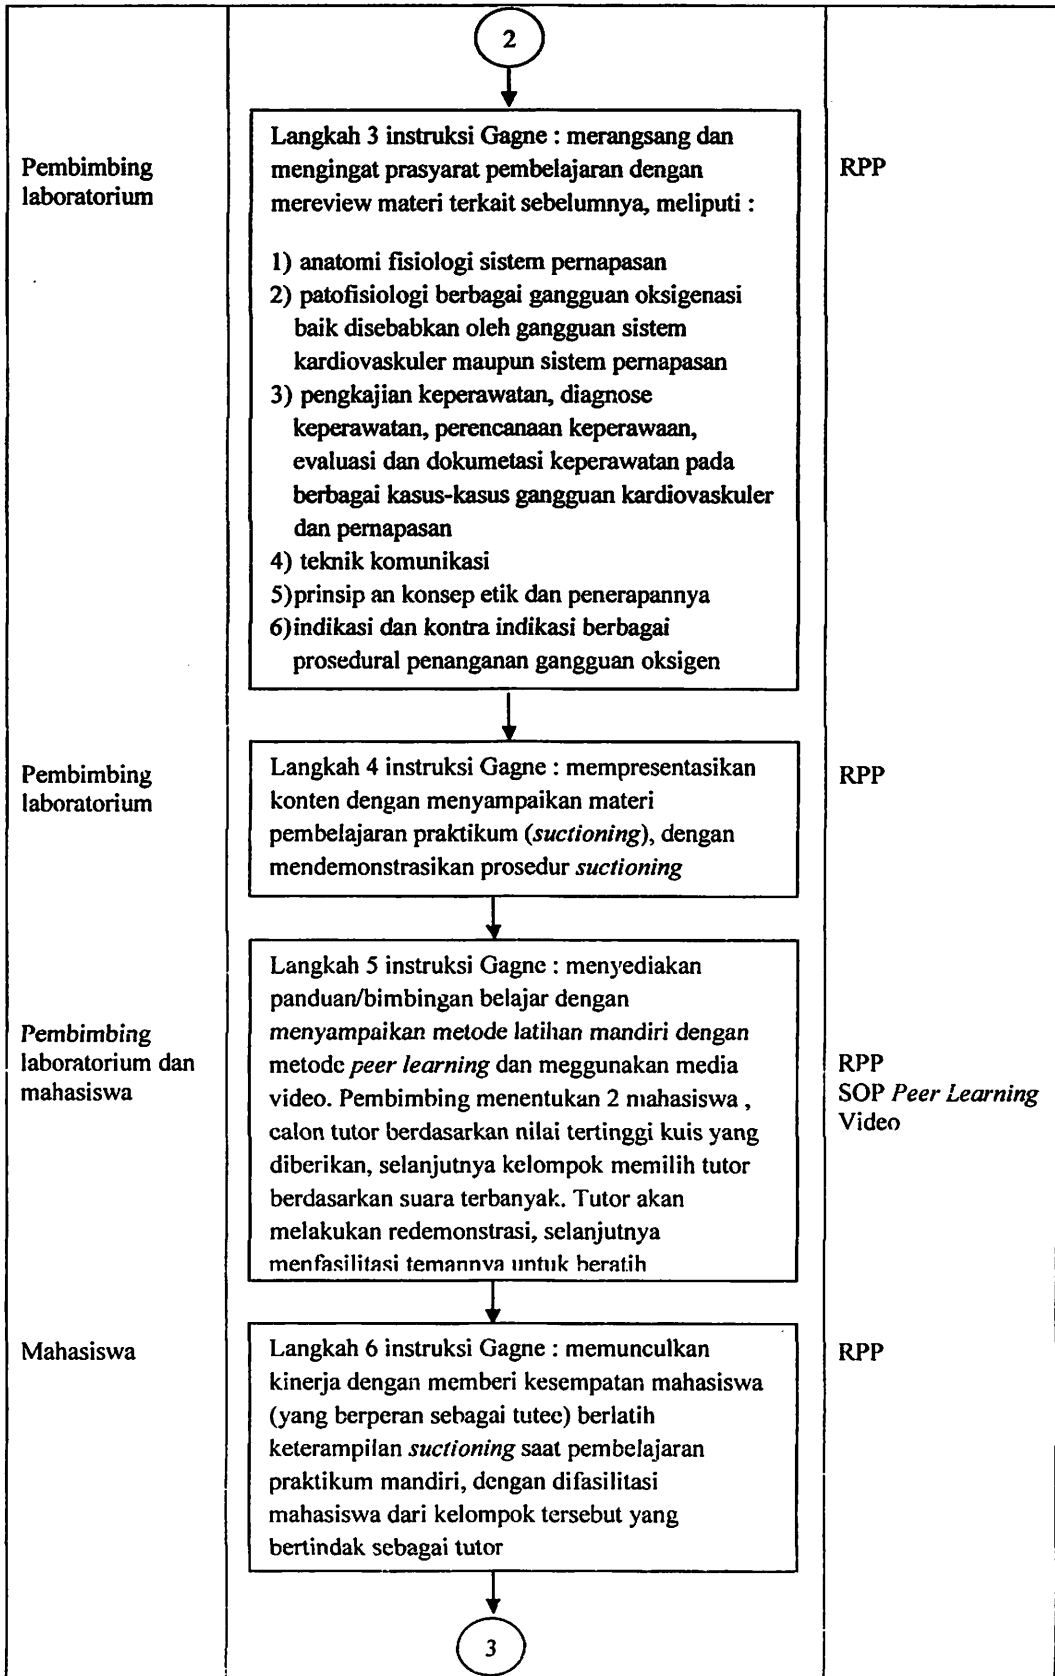 2
Pembimbing
laboratorium
Langkah 3 instruksi Gagne : merangsang dan
mengingat prasyarat pembelajaran dengan
mereview materi terkait sebelumnya, meliputi :
1) anatomi fisiologi sistem pernapasan
2) patofisiologi berbagai gangguan oksigenasi
baik disebabkan oleh gangguan sistem
kardiovaskuler maupun sistem pernapasan
3) pengkajian keperawatan, diagnose
keperawatan, perencanaan keperawaan,
evaluasi dan dokumetasi keperawatan pada
berbagai kasus-kasus gangguan kardiovaskuler
dan pernapasan
4) teknik komunikasi
5)prinsip an konsep etik dan penerapannya
6)indikasi dan kontra indikasi berbagai
prosedural penanganan gangguan oksigen
RPP
Pembimbing
laboratorium
Langkah 4 instruksi Gagne : mempresentasikan
konten dengan menyampaikan materi
pembelajaran praktikum (suctioning), dengan
mendemonstrasikan prosedur suctioning
RPP
Pembimbing
laboratorium dan
mahasiswa
Langkah 5 instruksi Gagne : menyediakan
panduan/bimbingan belajar dengan
menyampaikan metode latihan mandiri dengan
metode peer learning dan meggunakan media
video. Pembimbing menentukan 2 mahasiswa ,
calon tutor berdasarkan nilai tertinggi kuis yang
diberikan, selanjutnya kelompok memilih tutor
berdasarkan suara terbanyak. Tutor akan
melakukan redemonstrasi, selanjutnya
menfasilitasi temannya untuk beratih
RPP
SOP Peer Learning
Video
Mahasiswa
Langkah 6 instruksi Gagne : memunculkan
kinerja dengan memberi kesempatan mahasiswa
(yang berperan sebagai tutee) berlatih
keterampilan suctioning saat pembelajaran
praktikum mandiri, dengan difasilitasi
mahasiswa dari kelompok tersebut yang
bertindak sebagai tutor
RPP
3